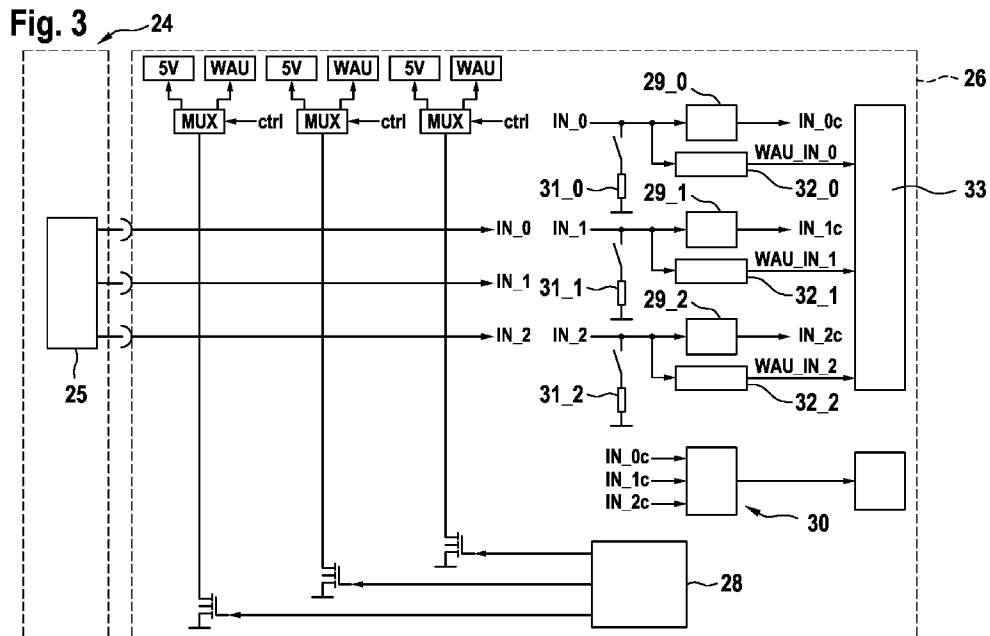 Fig. 3
24
5V WAU 5V WAU 5V WAU
26
29_0
MUX ctrl MUX ctrl MUX ctrl
IN_0 IN_0c
WAU_IN_0
31_0 32_0 33
29_1
IN_0 IN_1 IN_1c
WAU_IN_1
IN_1
31_1 32_1
29_2
IN_2 IN_2 IN_2c
WAU_IN_2
25
31_2 32_2
IN_0c
IN_1c
IN_2c
30
28